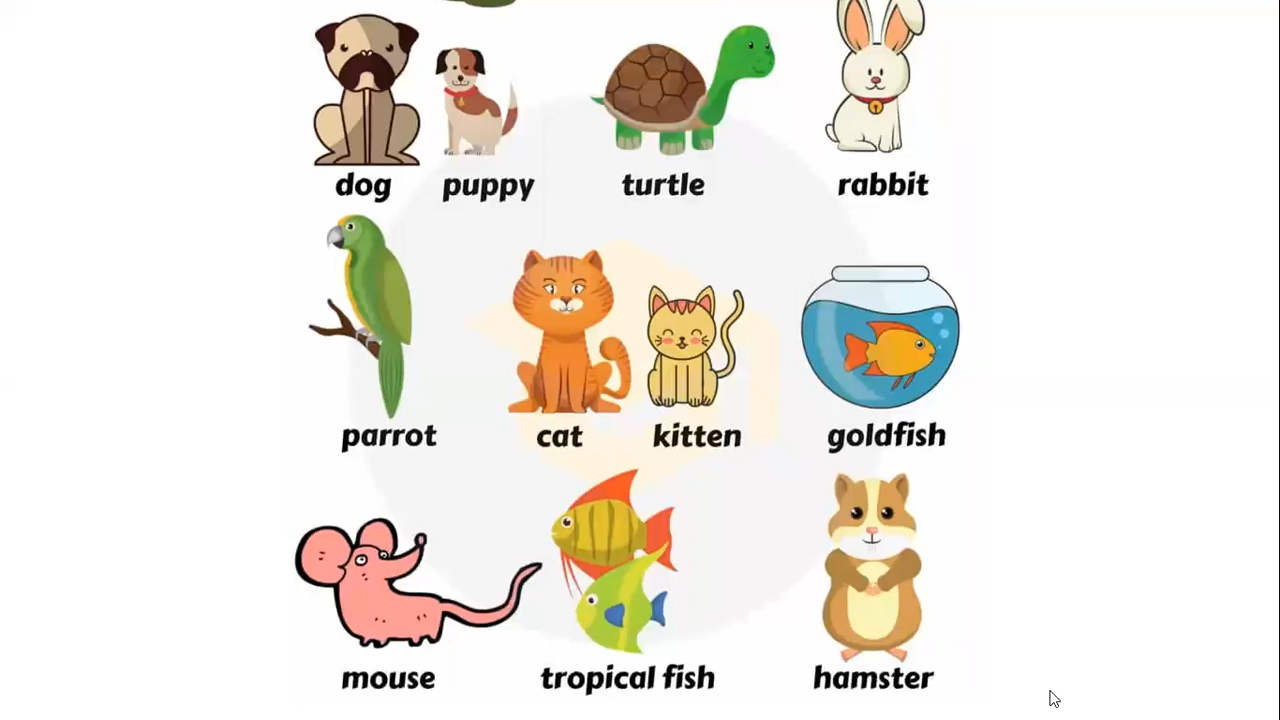 dog puppy turtle rabbit
parrot cat kitten goldfish
mouse tropical fish hamster